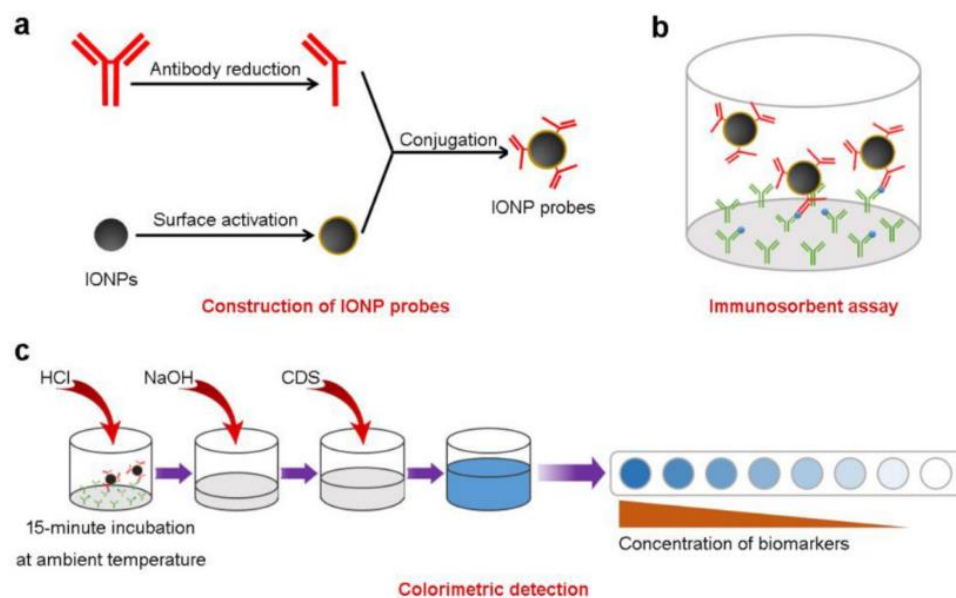 a
Antibody reduction
Conjugation
Surface activation
IONPs
IONP probes
Construction of IONP probes
b
Immunosorbent assay
c
HCl
NaOH
CDS
15-minute incubation
at ambient temperature
Concentration of biomarkers
Colorimetric detection